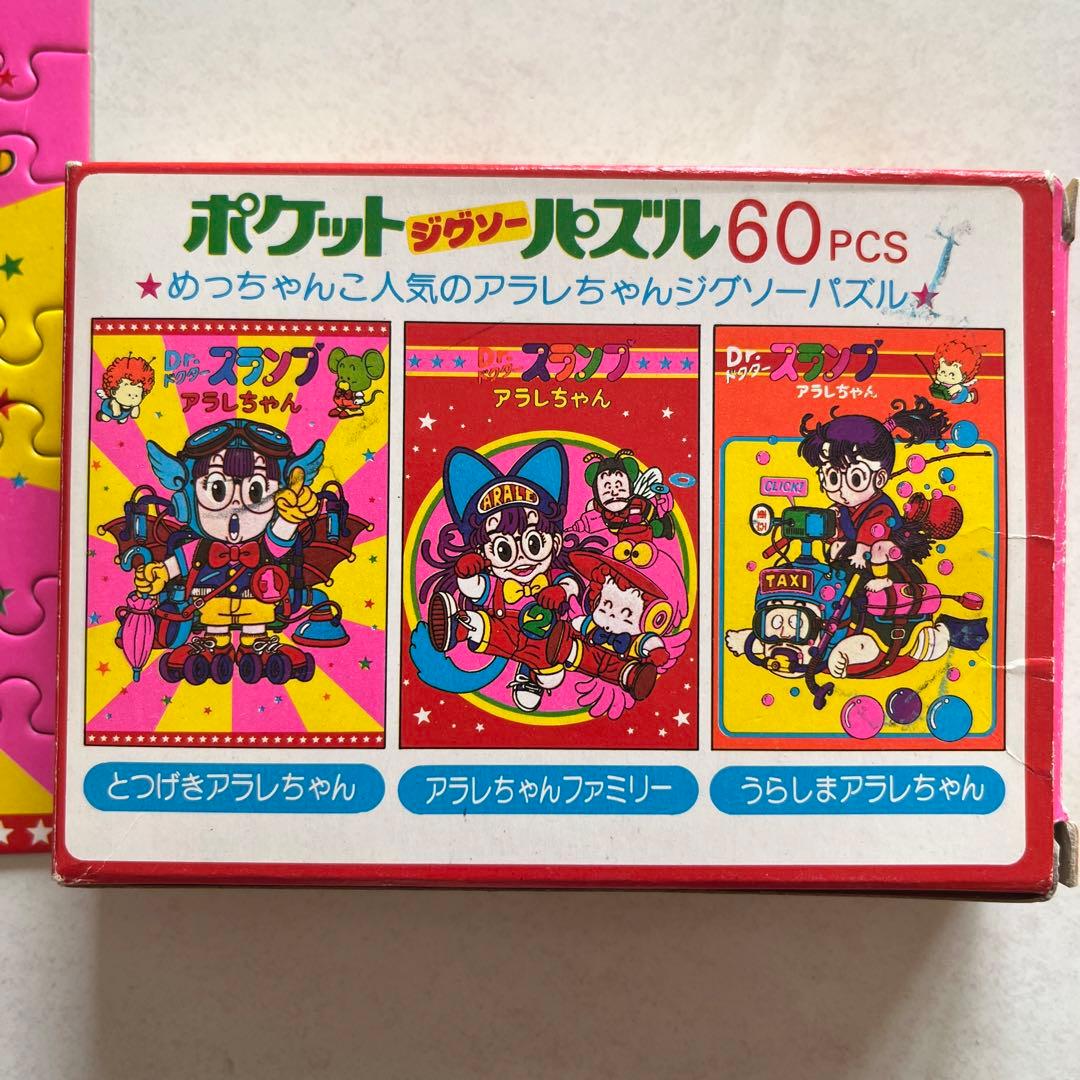 ポケットジグソーパズル60PCS
★めっちゃんこ人気のアラレちゃんジグソーパズル★
Dr.スランプ
ドクター
アラレちゃん
1
とつげきアラレちゃん
Dr.スランプ
ドクター
アラレちゃん
ARALE
2
アラレちゃんファミリー
Dr.スランプ
ドクター
アラレちゃん
CLICK!
TAXI
うらしまアラレちゃん